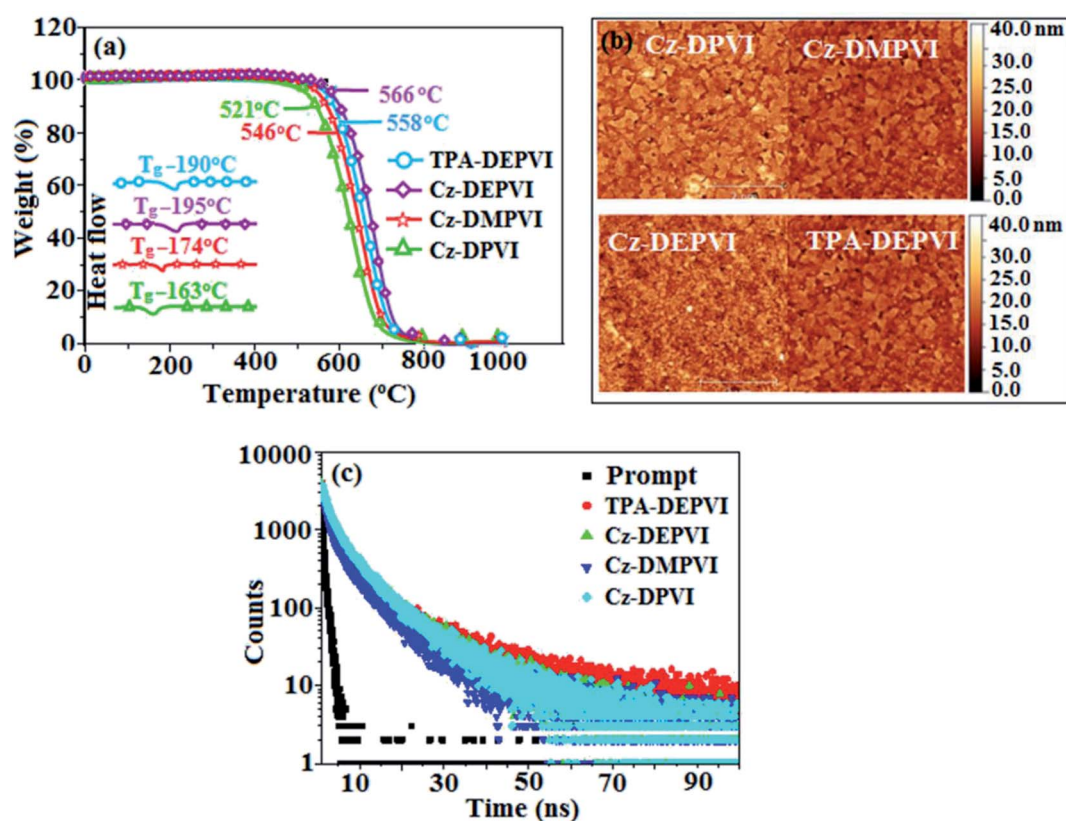 (a)
120
100
80
60
40
20
0
Weight (%)
Heat flow
521°C
546°C
566°C
558°C
Tg–190°C
Tg–195°C
Tg–174°C
Tg–163°C
TPA-DEPVI
Cz-DEPVI
Cz-DMPVI
Cz-DPVI
0 200 400 600 800 1000
Temperature (°C)
(b)
Cz-DPVI
Cz-DMPVI
40.0 nm
35.0
30.0
25.0
20.0
15.0
10.0
5.0
0.0
Cz-DEPVI
TPA-DEPVI
40.0 nm
35.0
30.0
25.0
20.0
15.0
10.0
5.0
0.0
(c)
10000
1000
100
10
1
Counts
Prompt
TPA-DEPVI
Cz-DEPVI
Cz-DMPVI
Cz-DPVI
10 30 50 70 90
Time (ns)